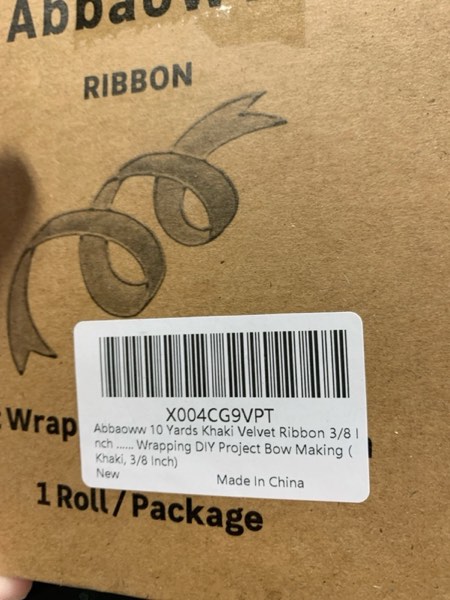 RIBBON
X004CG9VPT
Abbaoww 10 Yards Khaki Velvet Ribbon 3/8 I
nch ...... Wrapping DIY Project Bow Making (
Khaki, 3/8 Inch)
New
Made In China
Wrap
1 Roll/Package